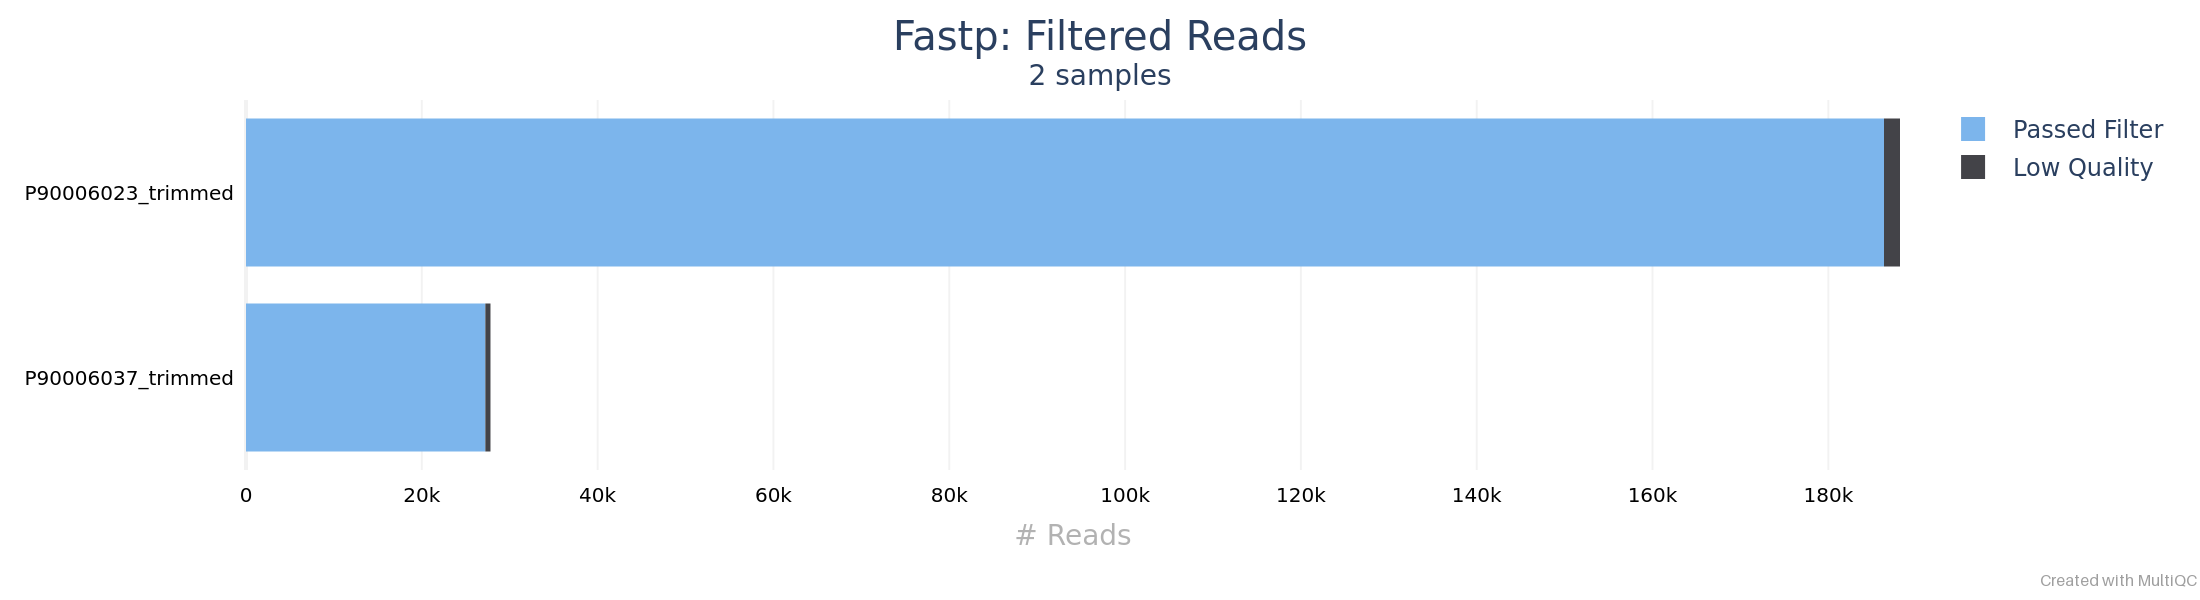 Fastp: Filtered Reads
2 samples
Passed Filter
Low Quality
P90006023_trimmed
P90006037_trimmed
0 20k 40k 60k 80k 100k 120k 140k 160k 180k
# Reads
Created with MultiQC